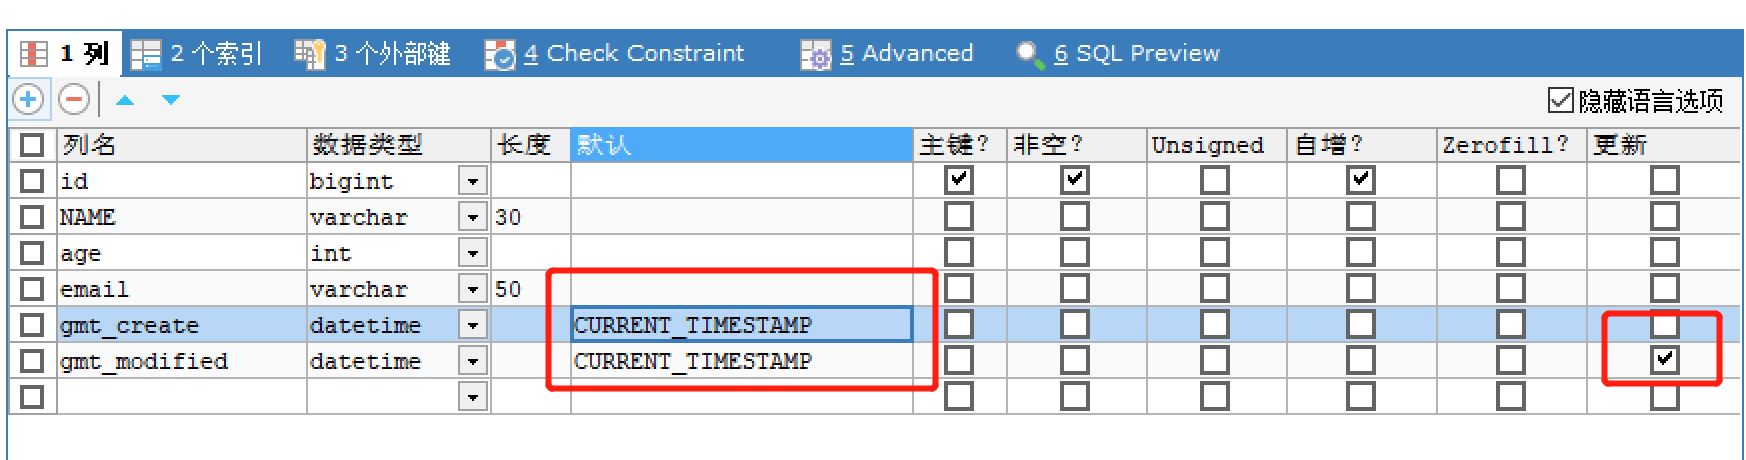 1 列 2 个索引 3 个外部键 4 Check Constraint 5 Advanced 6 SQL Preview
隐藏语言选项
列名 数据类型 长度 默认 主键? 非空? Unsigned 自增? Zerofill? 更新
id bigint
NAME varchar 30
age int
email varchar 50
gmt_create datetime CURRENT_TIMESTAMP
gmt_modified datetime CURRENT_TIMESTAMP